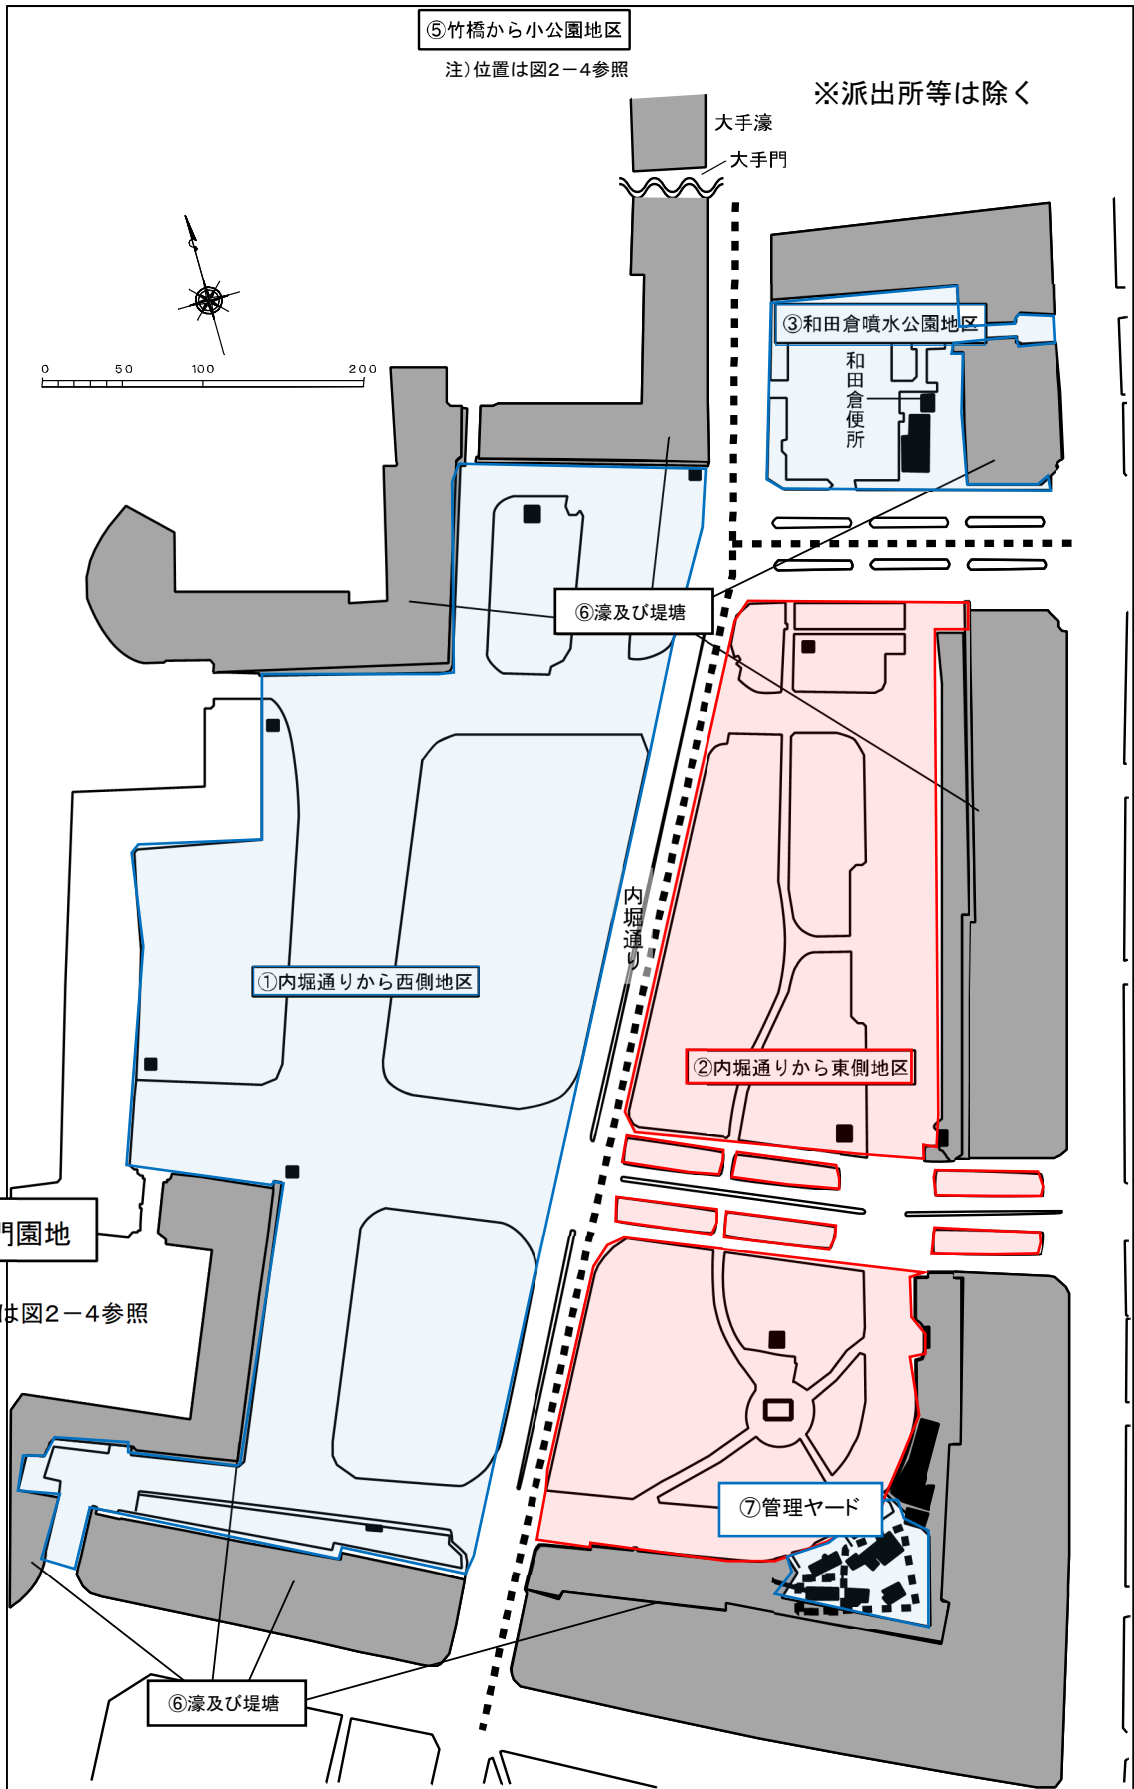 ⑤竹橋から小公園地区
注）位置は図2－4参照
※派出所等は除く
大手濠
大手門
0 50 100 200
③和田倉噴水公園地区
和田倉便所
⑥濠及び堤塘
内堀通り
①内堀通りから西側地区
②内堀通りから東側地区
門園地
は図2－4参照
⑦管理ヤード
⑥濠及び堤塘